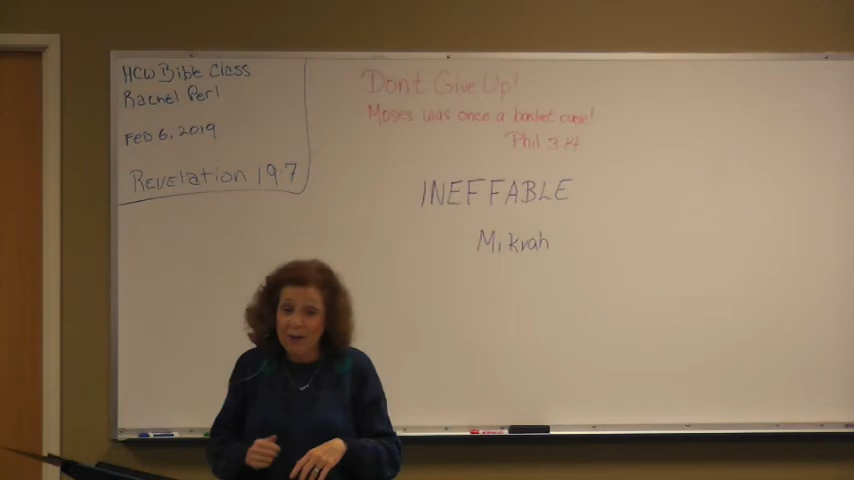 HCW Bible Class
Rachel Perl
Feb 6, 2019
Revelation 19:7
Don't Give Up!
Moses was once a basket case!
Phil 3:14
INEFFABLE
Mikrah